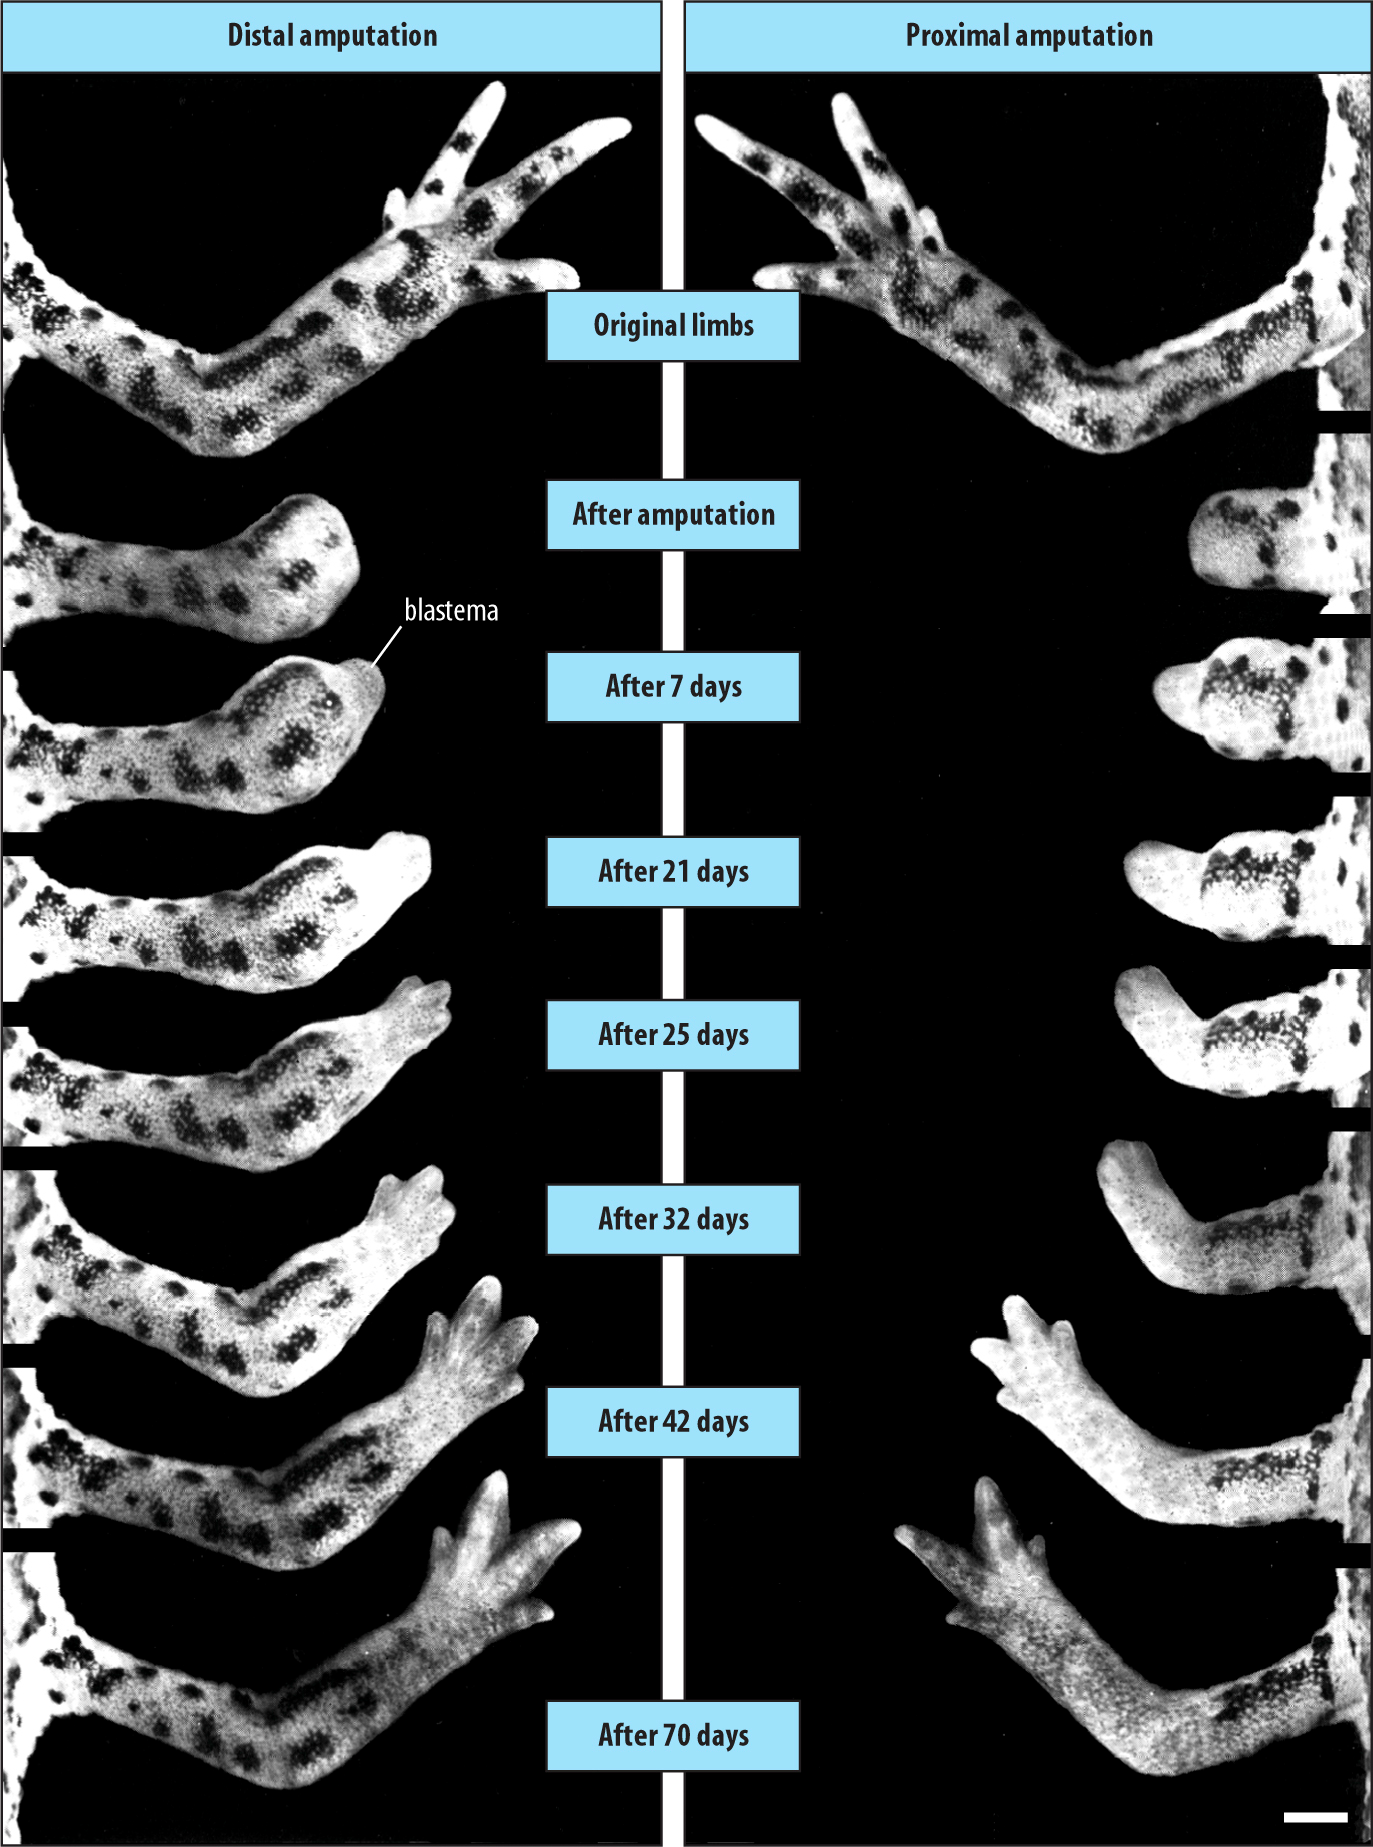 Distal amputation
Proximal amputation
Original limbs
After amputation
blastema
After 7 days
After 21 days
After 25 days
After 32 days
After 42 days
After 70 days